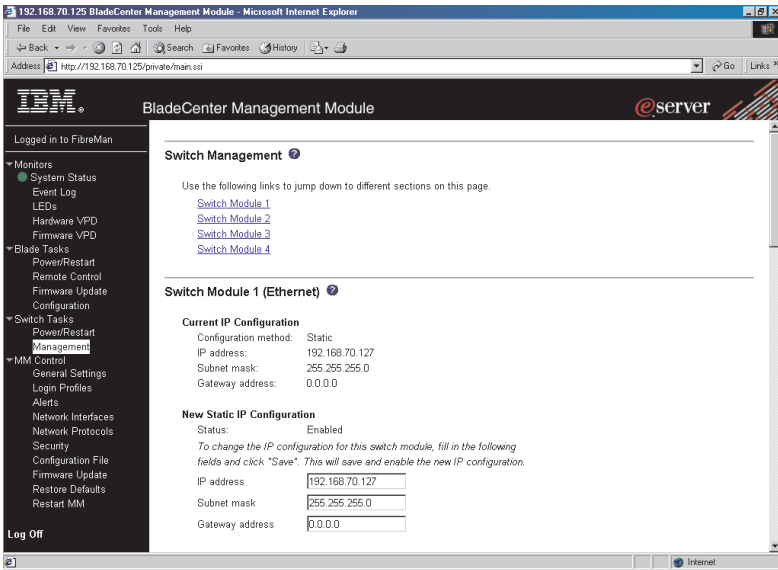 192.168.70.125 BladeCenter Management Module - Microsoft Internet Explorer
File Edit View Favorites Tools Help
Back Search Favorites History
Address http://192.168.70.125/private/main.ssi Go Links »
IBM. BladeCenter Management Module eserver
Logged in to FibreMan
Monitors
System Status
Event Log
LEDs
Hardware VPD
Firmware VPD
Blade Tasks
Power/Restart
Remote Control
Firmware Update
Configuration
Switch Tasks
Power/Restart
Management
MM Control
General Settings
Login Profiles
Alerts
Network Interfaces
Network Protocols
Security
Configuration File
Firmware Update
Restore Defaults
Restart MM
Log Off
Switch Management ?
Use the following links to jump down to different sections on this page.
Switch Module 1
Switch Module 2
Switch Module 3
Switch Module 4
Switch Module 1 (Ethernet) ?
Current IP Configuration
Configuration method: Static
IP address: 192.168.70.127
Subnet mask: 255.255.255.0
Gateway address: 0.0.0.0
New Static IP Configuration
Status: Enabled
To change the IP configuration for this switch module, fill in the following
fields and click "Save". This will save and enable the new IP configuration.
IP address 192.168.70.127
Subnet mask 255.255.255.0
Gateway address 0.0.0.0
Internet